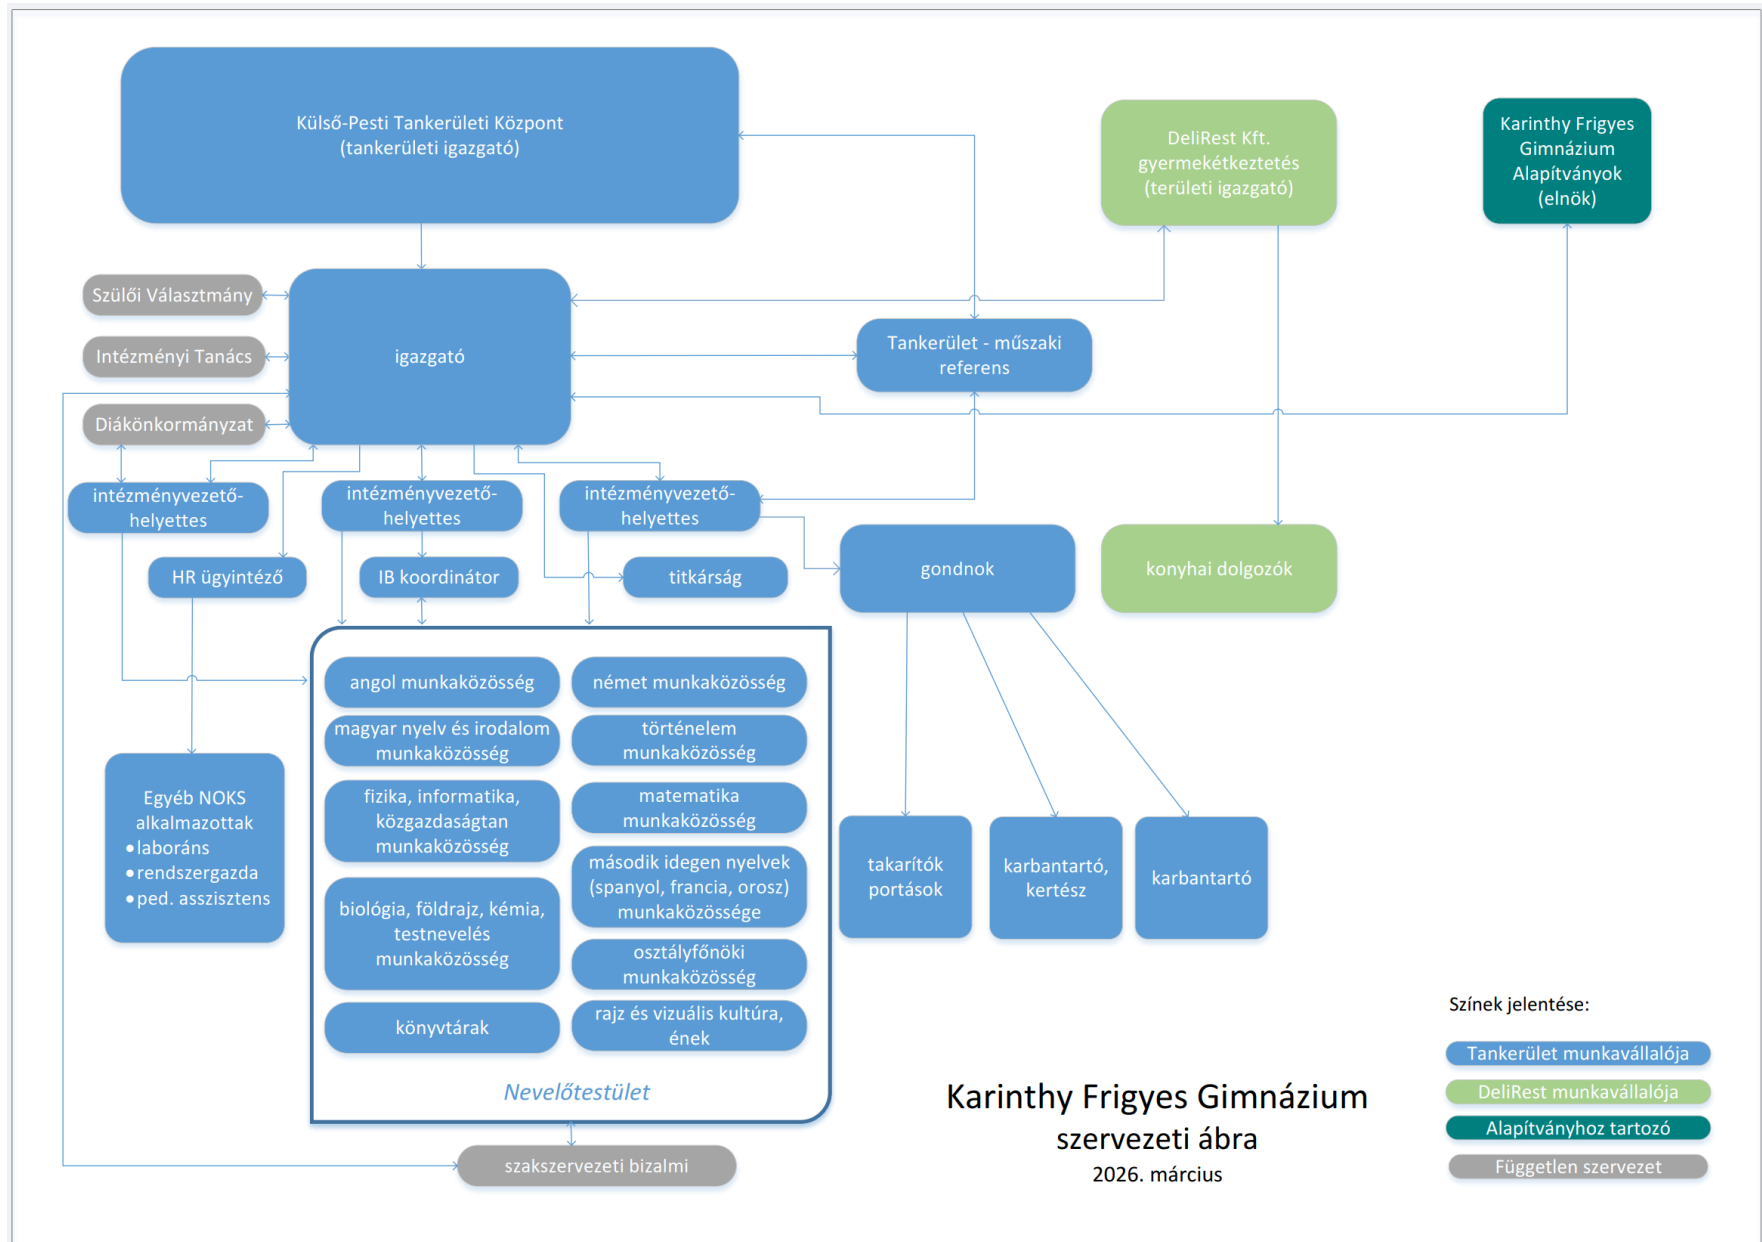 Külső-Pesti Tankerületi Központ
(tankerületi igazgató)
DeliRest Kft.
gyermekétkeztetés
(területi igazgató)
Karinthy Frigyes
Gimnázium
Alapítványok
(elnök)
Szülői Választmány
Intézményi Tanács
Diákönkormányzat
igazgató
Tankerület - műszaki
referens
intézményvezető-
helyettes
intézményvezető-
helyettes
intézményvezető-
helyettes
HR ügyintéző
IB koordinátor
titkárság
gondnok
konyhai dolgozók
angol munkaközösség
német munkaközösség
magyar nyelv és irodalom
munkaközösség
történelem
munkaközösség
fizika, informatika,
közgazdaságtan
munkaközösség
matematika
munkaközösség
második idegen nyelvek
(spanyol, francia, orosz)
munkaközössége
biológia, földrajz, kémia,
testnevelés
munkaközösség
osztályfőnöki
munkaközösség
könyvtárak
rajz és vizuális kultúra,
ének
Nevelőtestület
Egyéb NOKS
alkalmazottak
•laboráns
•rendszergazda
•ped. asszisztens
takarítók
portások
karbantartó,
kertész
karbantartó
szakszervezeti bizalmi
Karinthy Frigyes Gimnázium
szervezeti ábra
2026. március
Színek jelentése:
Tankerület munkavállalója
DeliRest munkavállalója
Alapítványhoz tartozó
Független szervezet